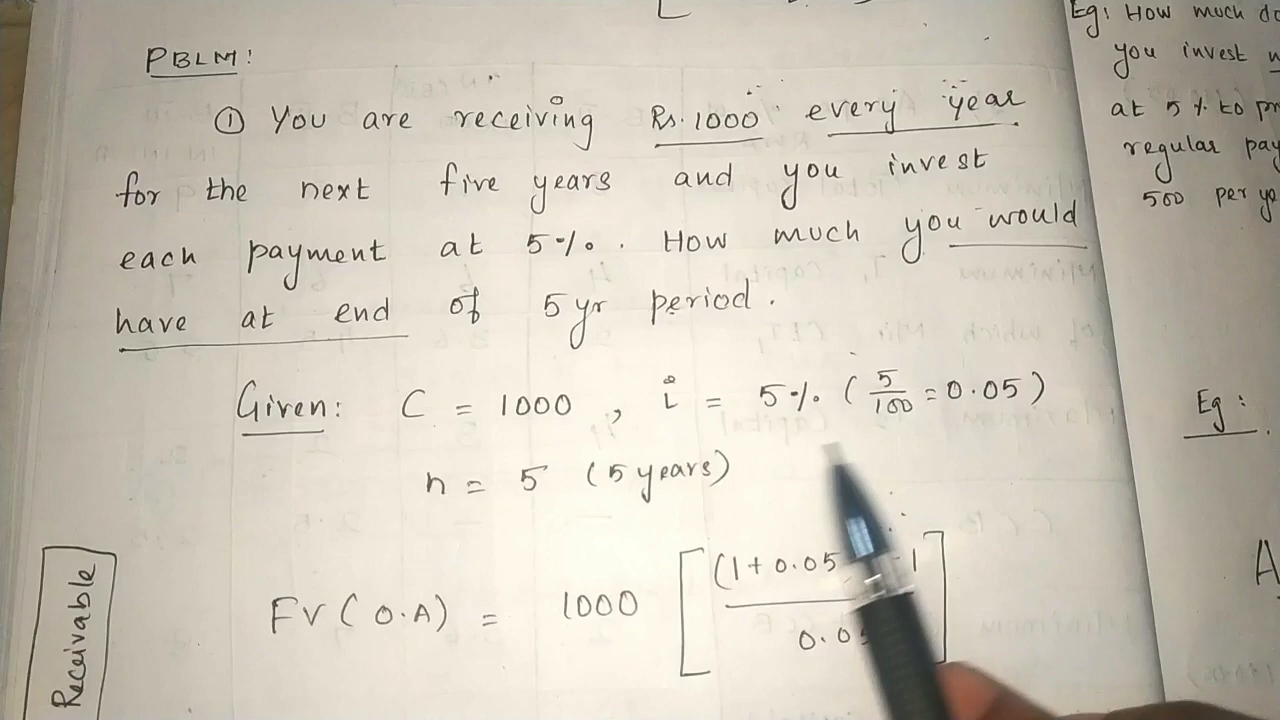 PBLM:
① You are receiving Rs. 1000 every year
for the next five years and you invest
each payment at 5%. How much you would
have at end of 5 yr period.
Given: C = 1000, i = 5% (5/100 = 0.05)
n = 5 (5 years)
FV (O.A) = 1000 [(1+0.05 -1 / 0.05]
Receivable
Eg: How much do
you invest
at 5% to
regular
500 per
Eg:
A